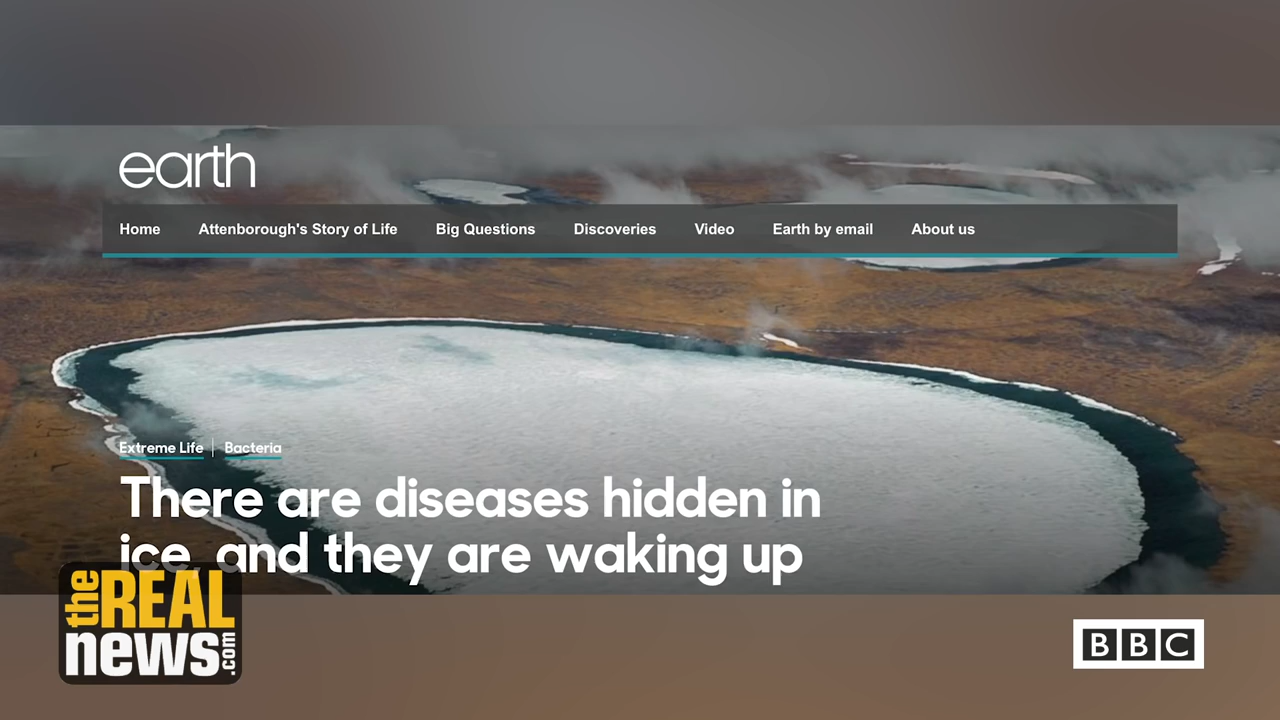 earth
Home Attenborough's Story of Life Big Questions Discoveries Video Earth by email About us
Extreme Life | Bacteria
There are diseases hidden in
ice, and they are waking up
the REAL news.com
BBC